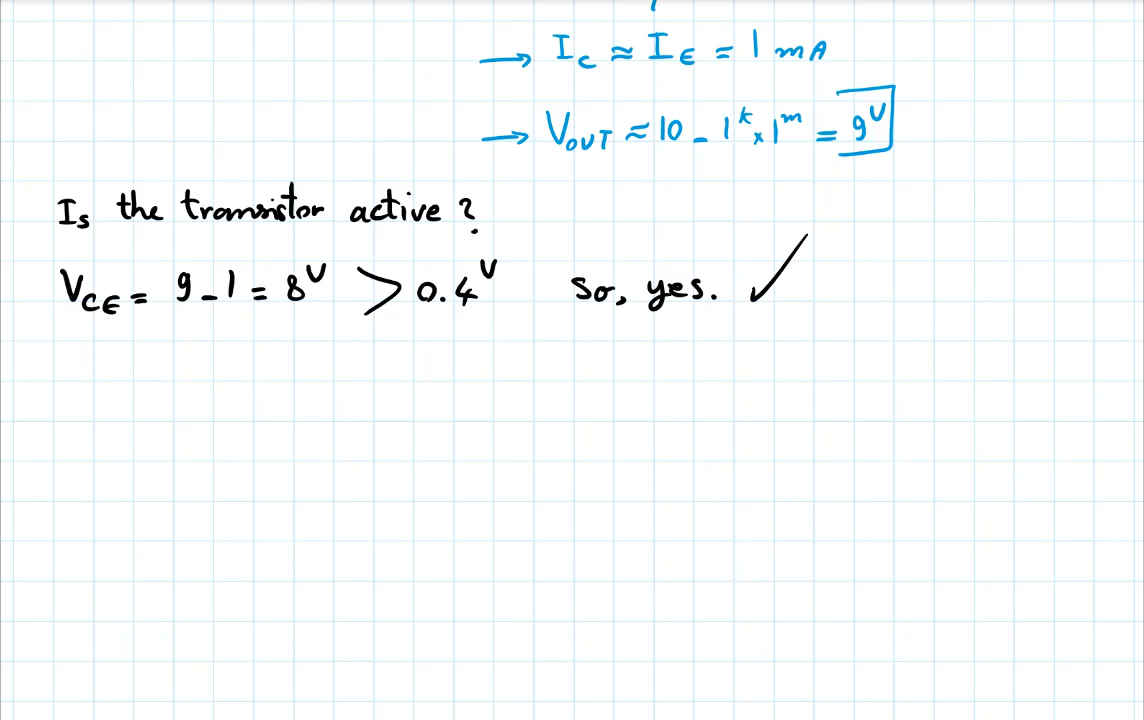 → I_C ≈ I_E = 1 mA
→ V_OUT ≈ 10 - 1^k × 1^m = 9^V
Is the transistor active?
V_CE = 9 - 1 = 8^V > 0.4^V So, yes. ✓